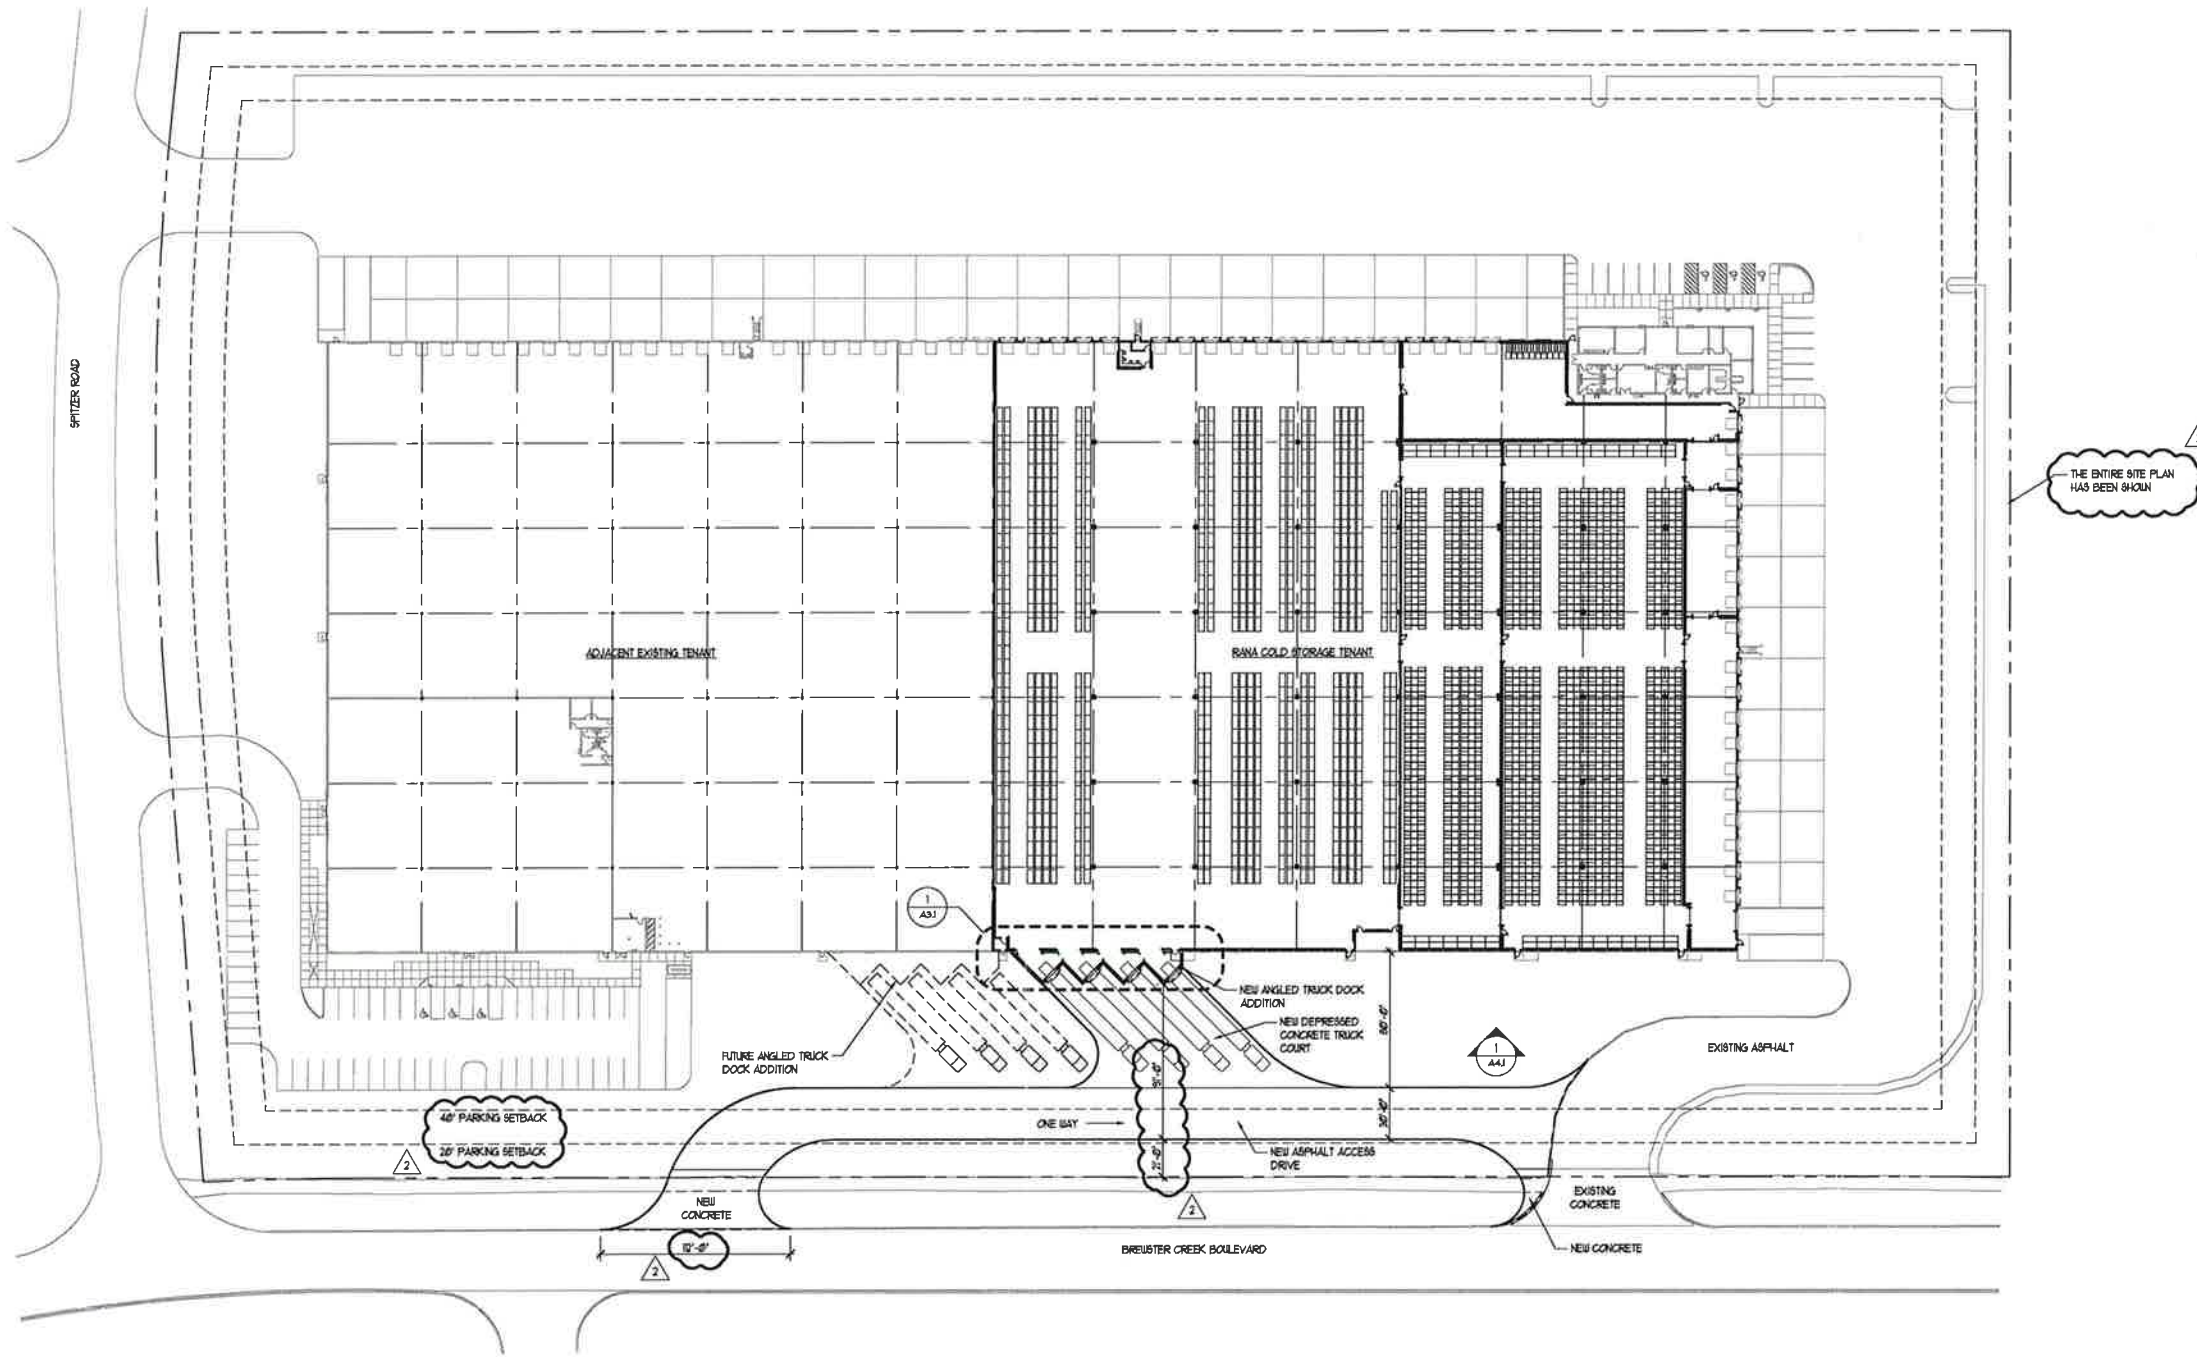 SPITZER ROAD
THE ENTIRE SITE PLAN
HAS BEEN SHOWN
ADJACENT EXISTING TENANT
RANA COLD STORAGE TENANT
1
A3.1
NEW ANGLED TRUCK DOCK
ADDITION
NEW DEPRESSED
CONCRETE TRUCK
COURT
FUTURE ANGLED TRUCK
DOCK ADDITION
1
A4.1
EXISTING ASPHALT
40' PARKING SETBACK
20' PARKING SETBACK
2
ONE WAY
30'-0"
NEW ASPHALT ACCESS
DRIVE
NEW
CONCRETE
2
EXISTING
CONCRETE
NEW CONCRETE
BREWSTER CREEK BOULEVARD
2